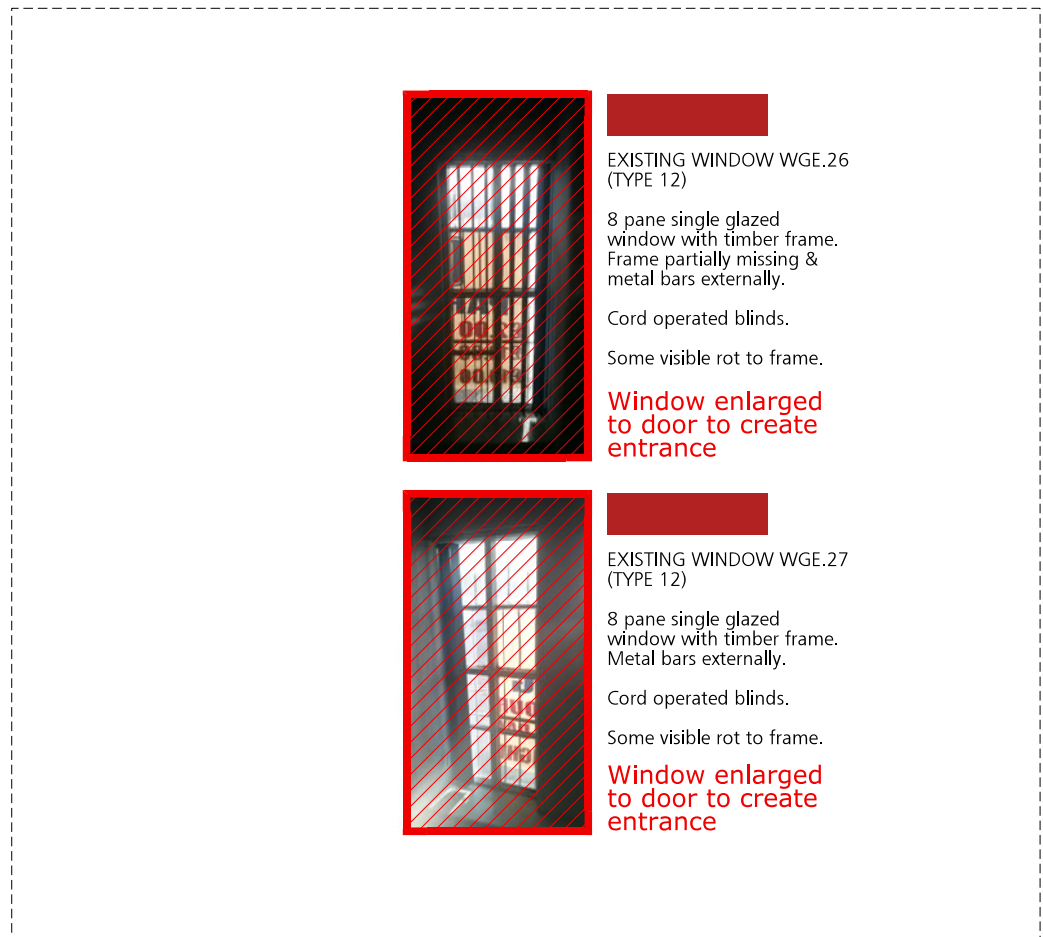 EXISTING WINDOW WGE.26
(TYPE 12)
8 pane single glazed
window with timber frame.
Frame partially missing &
metal bars externally.
Cord operated blinds.
Some visible rot to frame.
Window enlarged
to door to create
entrance
EXISTING WINDOW WGE.27
(TYPE 12)
8 pane single glazed
window with timber frame.
Metal bars externally.
Cord operated blinds.
Some visible rot to frame.
Window enlarged
to door to create
entrance